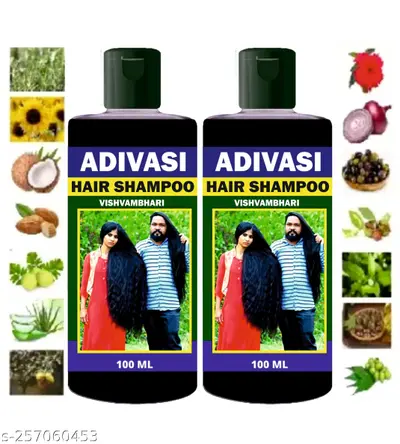 ADIVASI
HAIR SHAMPOO
VISHVAMBHARI
100 ML
ADIVASI
HAIR SHAMPOO
VISHVAMBHARI
100 ML
s-257060453